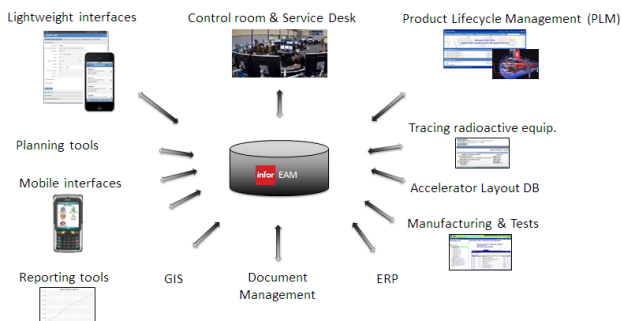 Lightweight interfaces
Control room & Service Desk
Product Lifecycle Management (PLM)
Planning tools
Tracing radioactive equip.
infor EAM
Mobile interfaces
Accelerator Layout DB
Manufacturing & Tests
Reporting tools
GIS
Document
Management
ERP